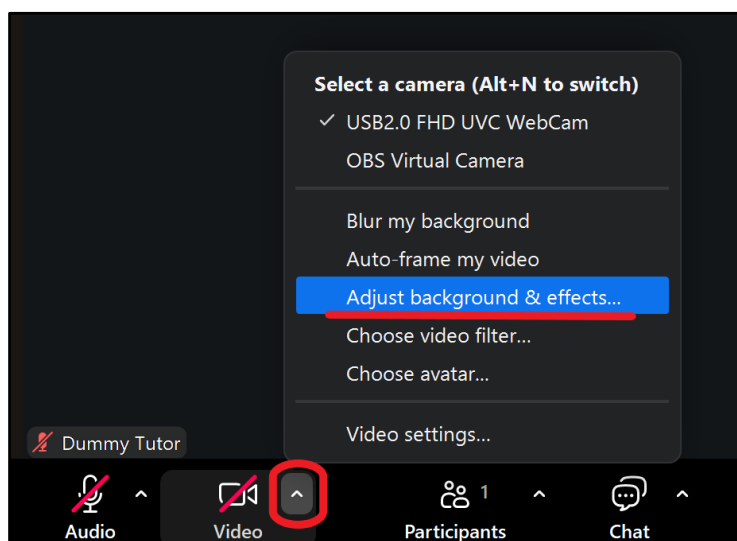 Select a camera (Alt+N to switch)
USB2.0 FHD UVC WebCam
OBS Virtual Camera
Blur my background
Auto-frame my video
Adjust background & effects...
Choose video filter...
Choose avatar...
Video settings...
Dummy Tutor
1
Audio Video Participants Chat